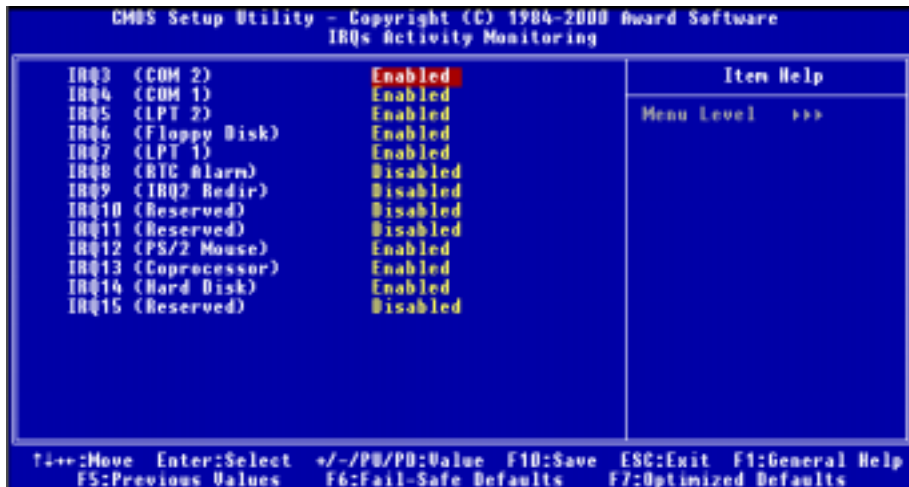 CMOS Setup Utility - Copyright (C) 1984-2000 Award Software
IRQs Activity Monitoring
IRQ3 (COM 2) Enabled
IRQ4 (COM 1) Enabled
IRQ5 (LPT 2) Enabled
IRQ6 (Floppy Disk) Enabled
IRQ7 (LPT 1) Enabled
IRQ8 (RTC Alarm) Disabled
IRQ9 (IRQ2 Redir) Disabled
IRQ10 (Reserved) Disabled
IRQ11 (Reserved) Disabled
IRQ12 (PS/2 Mouse) Enabled
IRQ13 (Coprocessor) Enabled
IRQ14 (Hard Disk) Enabled
IRQ15 (Reserved) Disabled
Item Help
Menu Level ▸▸▸
↑↓→←:Move Enter:Select +/-/PU/PD:Value F10:Save ESC:Exit F1:General Help
F5:Previous Values F6:Fail-Safe Defaults F7:Optimized Defaults